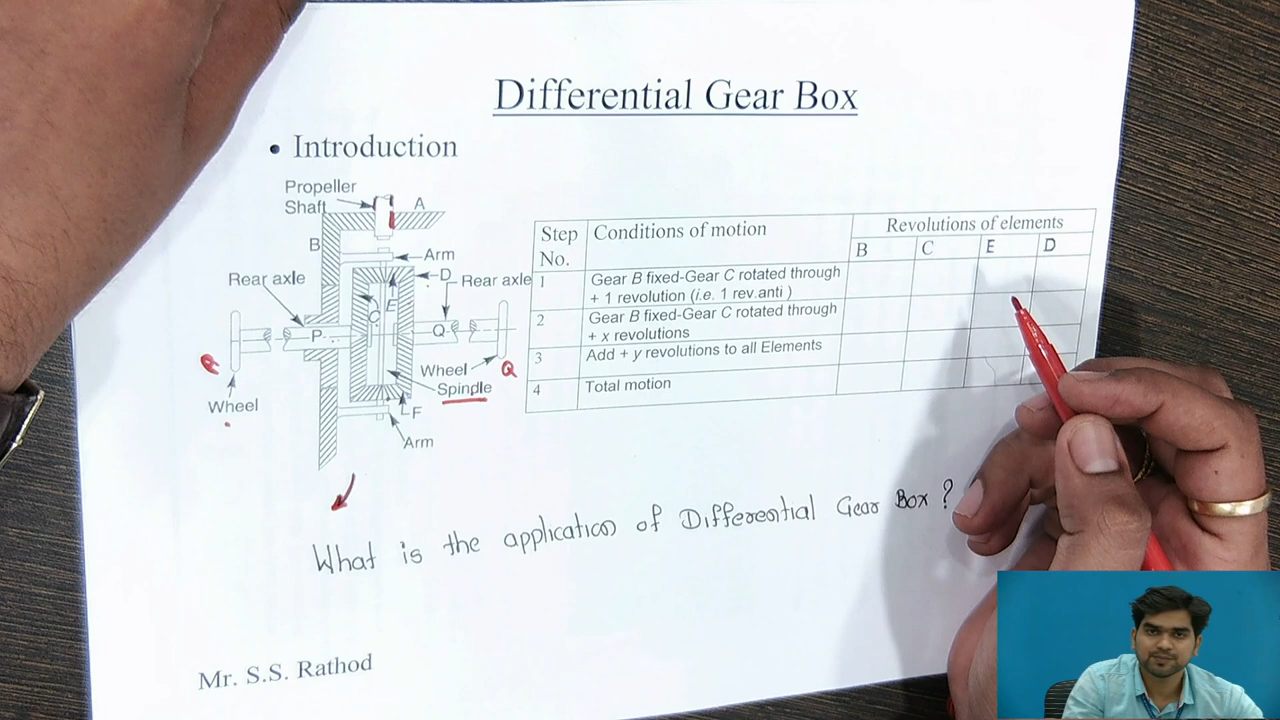 Differential Gear Box
• Introduction
Propeller
Shaft
A
B
Arm
D
Rear axle
Rear axle
E
C
P
Q
Wheel
Spindle
Q
Wheel
F
Arm
Step No.
Conditions of motion
Revolutions of elements
B C E D
1
Gear B fixed-Gear C rotated through
+ 1 revolution (i.e. 1 rev.anti )
2
Gear B fixed-Gear C rotated through
+ x revolutions
3
Add + y revolutions to all Elements
4
Total motion
What is the application of Differential Gear Box ?
Mr. S.S. Rathod